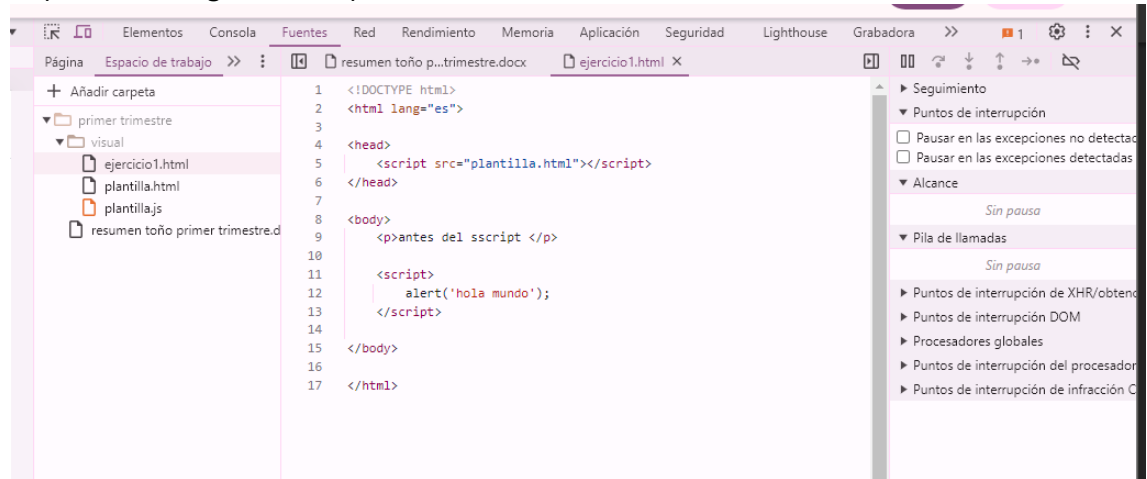 Elementos Consola Fuentes Red Rendimiento Memoria Aplicación Seguridad Lighthouse Grabadora >> 1
Página Espacio de trabajo >> resumen toño p...trimestre.docx ejercicio1.html
+ Añadir carpeta
primer trimestre
visual
ejercicio1.html
plantilla.html
plantilla.js
resumen toño primer trimestre.d
1 <!DOCTYPE html>
2 <html lang="es">
3
4 <head>
5 <script src="plantilla.html"></script>
6 </head>
7
8 <body>
9 <p>antes del sscript </p>
10
11 <script>
12 alert('hola mundo');
13 </script>
14
15 </body>
16
17 </html>
Seguimiento
Puntos de interrupción
Pausar en las excepciones no detectad
Pausar en las excepciones detectadas
Alcance
Sin pausa
Pila de llamadas
Sin pausa
Puntos de interrupción de XHR/obtenc
Puntos de interrupción DOM
Procesadores globales
Puntos de interrupción del procesador
Puntos de interrupción de infracción C